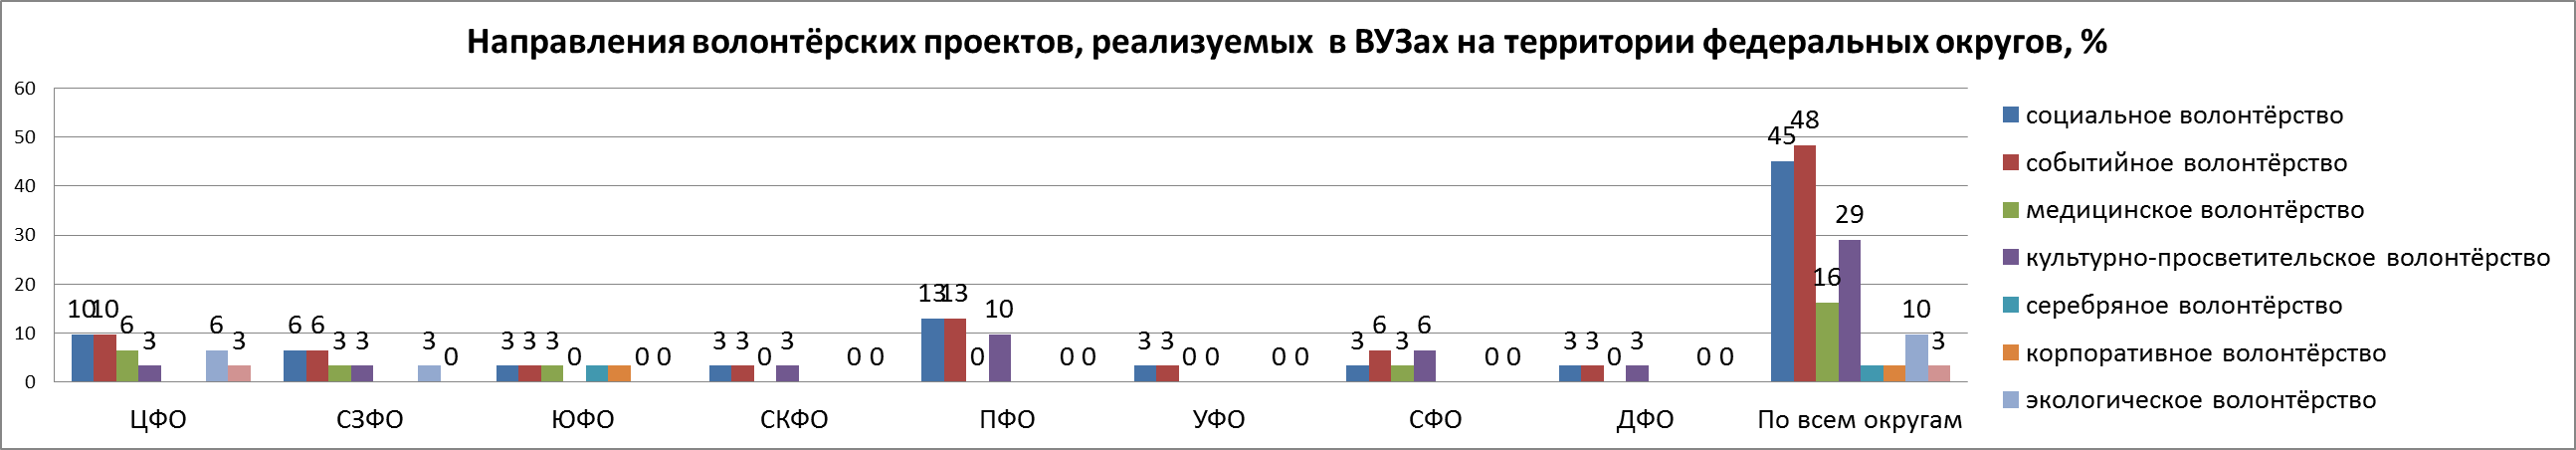 Направления волонтёрских проектов, реализуемых в ВУЗах на территории федеральных округов, %
60
50
40
30
20
10
0
10 10 6 3 6 3
6 6 3 3 3 0
3 3 3 0 0 0
3 3 0 3 0 0
13 13 0 10 0 0
3 3 0 0 0 0
3 6 3 6 0 0
3 3 0 3 0 0
45 48 16 29 10 3
ЦФО СЗФО ЮФО СКФО ПФО УФО СФО ДФО По всем округам
социальное волонтёрство
событийное волонтёрство
медицинское волонтёрство
культурно-просветительское волонтёрство
серебряное волонтёрство
корпоративное волонтёрство
экологическое волонтёрство